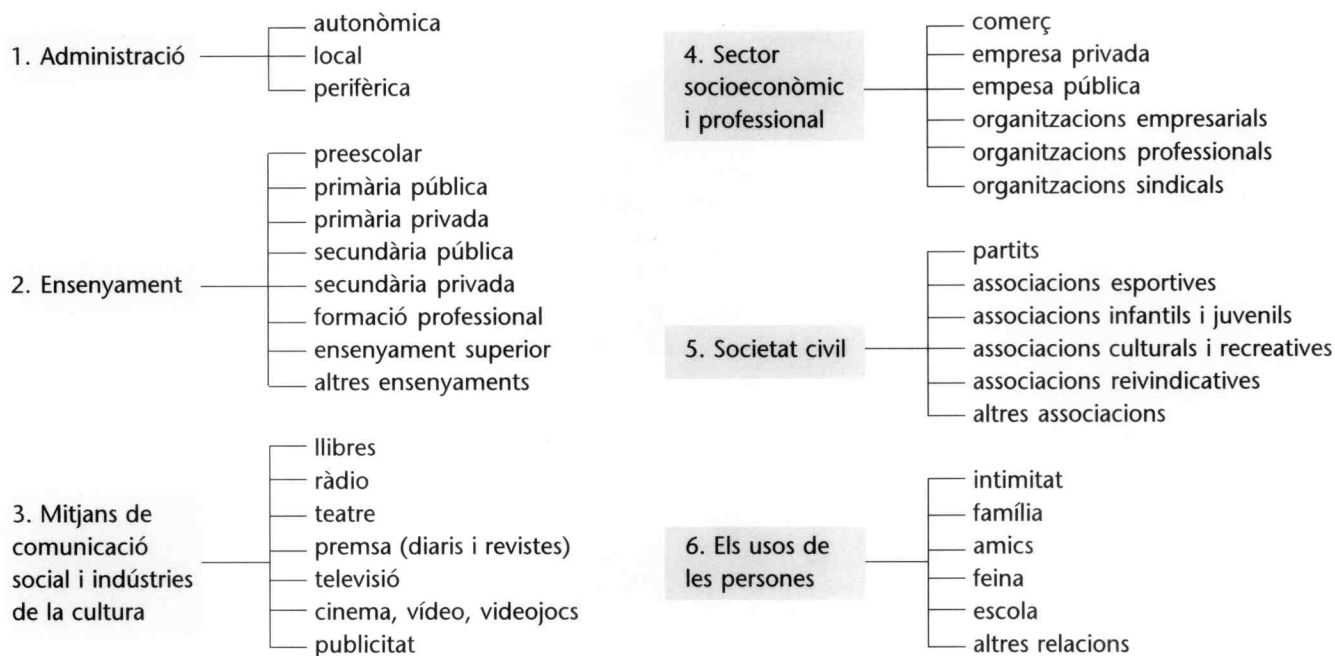 1. Administració
autonòmica
local
perifèrica
2. Ensenyament
preescolar
primària pública
primària privada
secundària pública
secundària privada
formació professional
ensenyament superior
altres ensenyaments
3. Mitjans de
comunicació
social i indústries
de la cultura
llibres
ràdio
teatre
premsa (diaris i revistes)
televisió
cinema, vídeo, videojocs
publicitat
4. Sector
socioeconòmic
i professional
comerç
empresa privada
empesa pública
organitzacions empresarials
organitzacions professionals
organitzacions sindicals
5. Societat civil
partits
associacions esportives
associacions infantils i juvenils
associacions culturals i recreatives
associacions reivindicatives
altres associacions
6. Els usos de
les persones
intimitat
família
amics
feina
escola
altres relacions